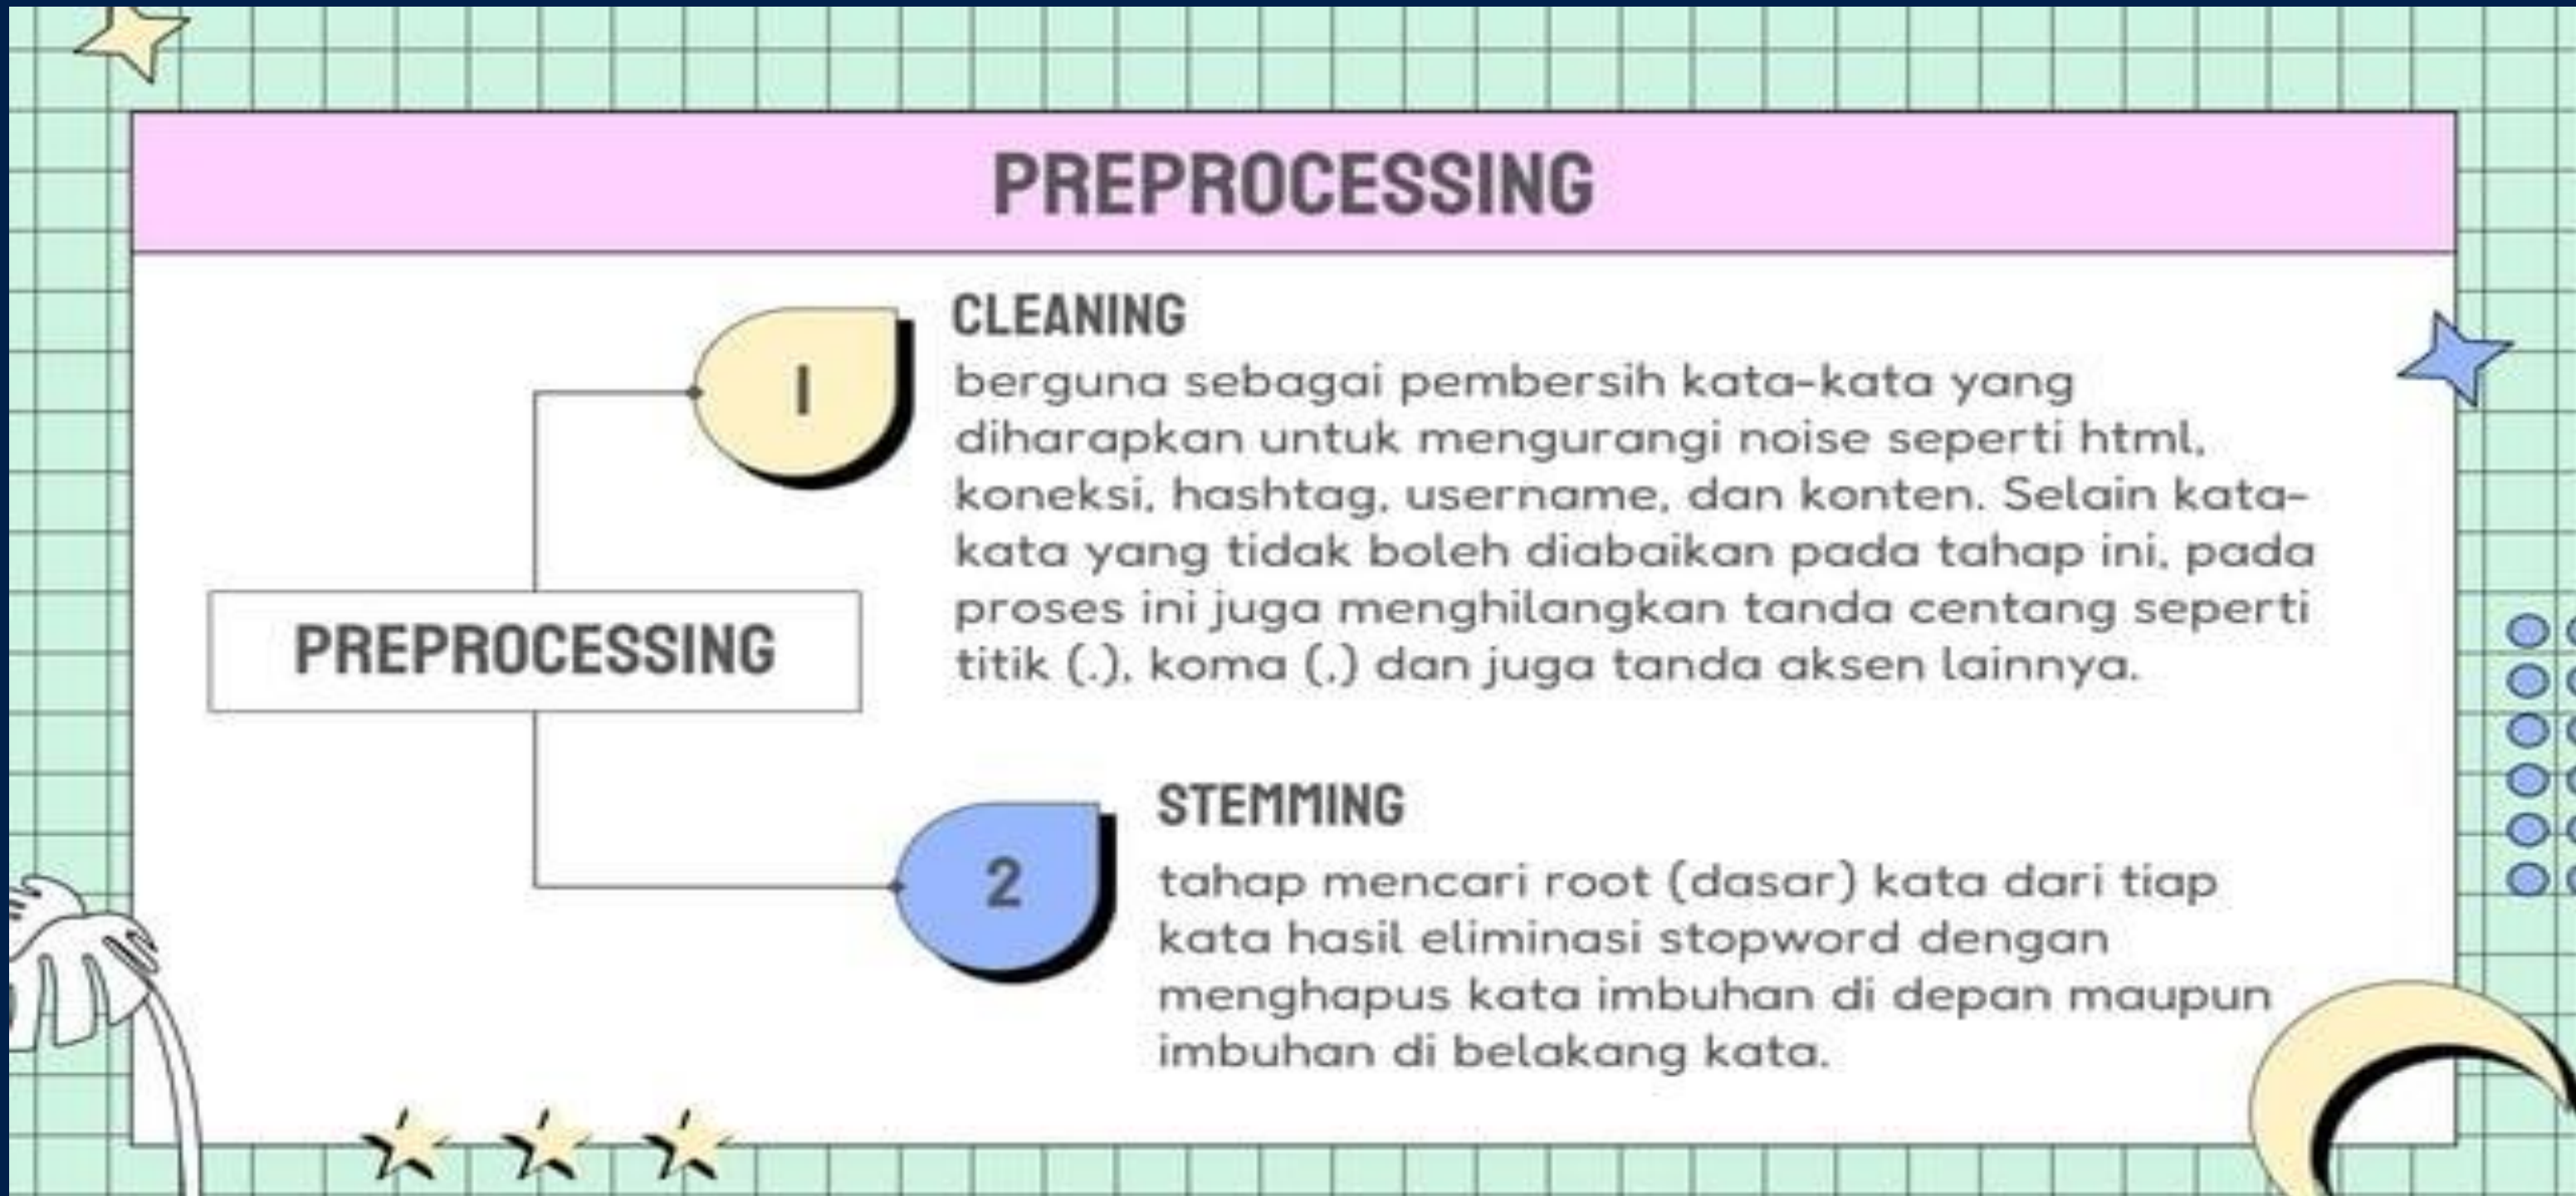 PREPROCESSING
1
CLEANING
berguna sebagai pembersih kata-kata yang
diharapkan untuk mengurangi noise seperti html,
koneksi, hashtag, username, dan konten. Selain kata-
kata yang tidak boleh diabaikan pada tahap ini, pada
proses ini juga menghilangkan tanda centang seperti
titik (.), koma (,) dan juga tanda aksen lainnya.
PREPROCESSING
2
STEMMING
tahap mencari root (dasar) kata dari tiap
kata hasil eliminasi stopword dengan
menghapus kata imbuhan di depan maupun
imbuhan di belakang kata.